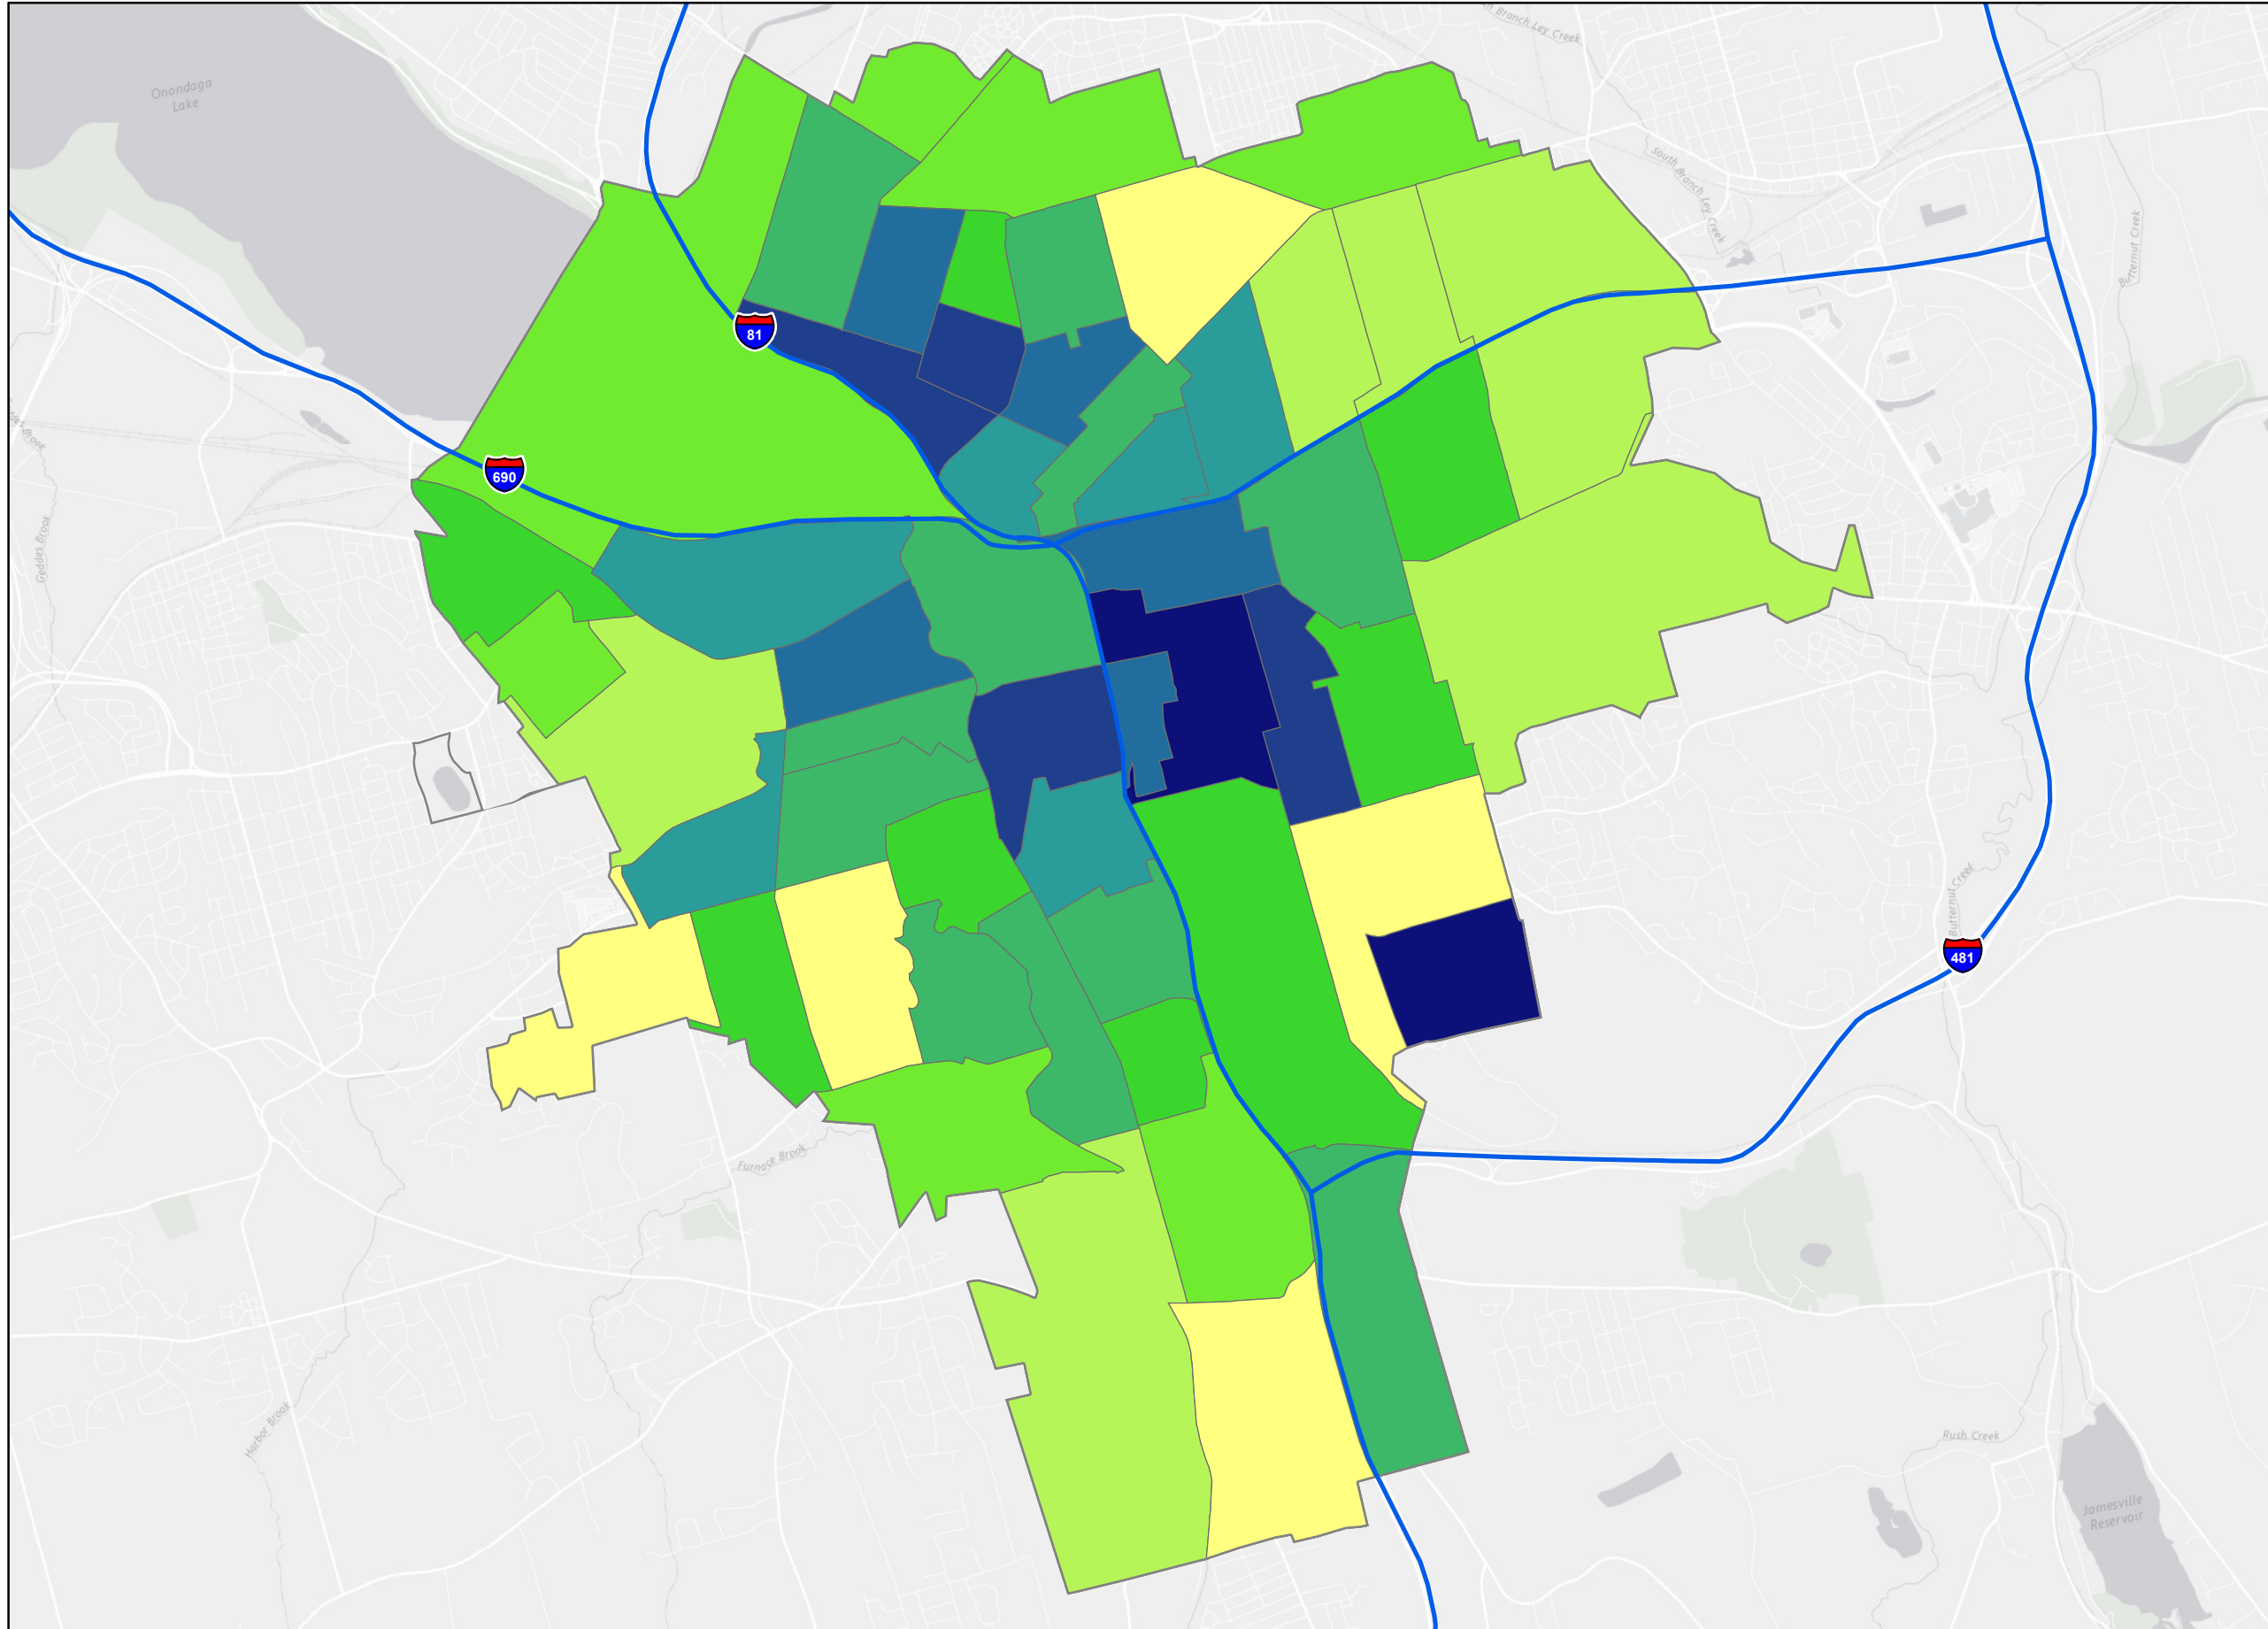 h Branch Ley Creek
Onondaga
Lake
South Branch Ley Creek
Butternut Creek
81
690
Geddes Brook
Butternut Creek
481
Furnace Brook
Harbor Brook
Rush Creek
Jamesville
Reservoir